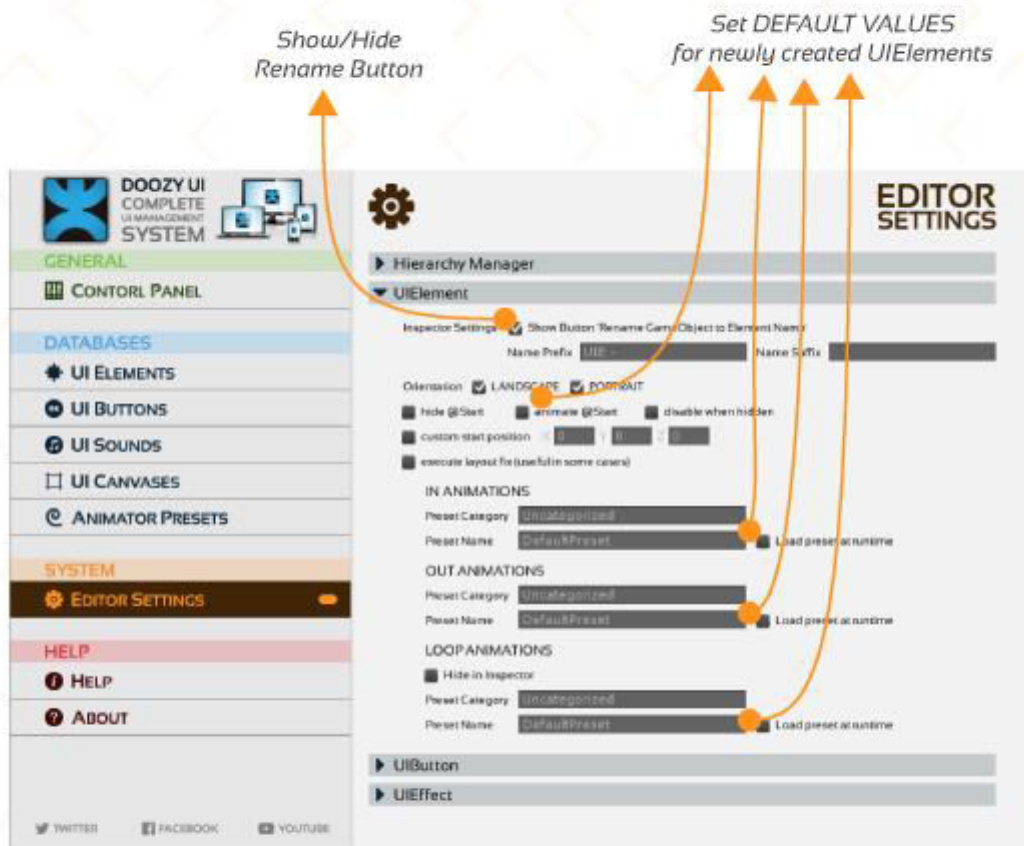 Show/Hide
Rename Button
Set DEFAULT VALUES
for newly created UIElements
DOOZY UI
COMPLETE
UI MANAGEMENT
SYSTEM
EDITOR
SETTINGS
GENERAL
CONTORL PANEL
DATABASES
UI ELEMENTS
UI BUTTONS
UI SOUNDS
UI CANVASES
ANIMATOR PRESETS
SYSTEM
EDITOR SETTINGS
HELP
HELP
ABOUT
TWITTER FACEBOOK YOUTUBE
Hierarchy Manager
UIElement
Inspector Settings Show Button 'Rename GameObject to Element Name'
Name Prefix UIE - Name Suffix
Orientation LANDSCAPE PORTRAIT
hide @Start animate @Start disable when hidden
custom start position X 0 Y 0 Z 0
execute layout fix (useful in some cases)
IN ANIMATIONS
Preset Category Uncategorized
Preset Name DefaultPreset Load preset at runtime
OUT ANIMATIONS
Preset Category Uncategorized
Preset Name DefaultPreset Load preset at runtime
LOOP ANIMATIONS
Hide in Inspector
Preset Category Uncategorized
Preset Name DefaultPreset Load preset at runtime
UIButton
UIEffect